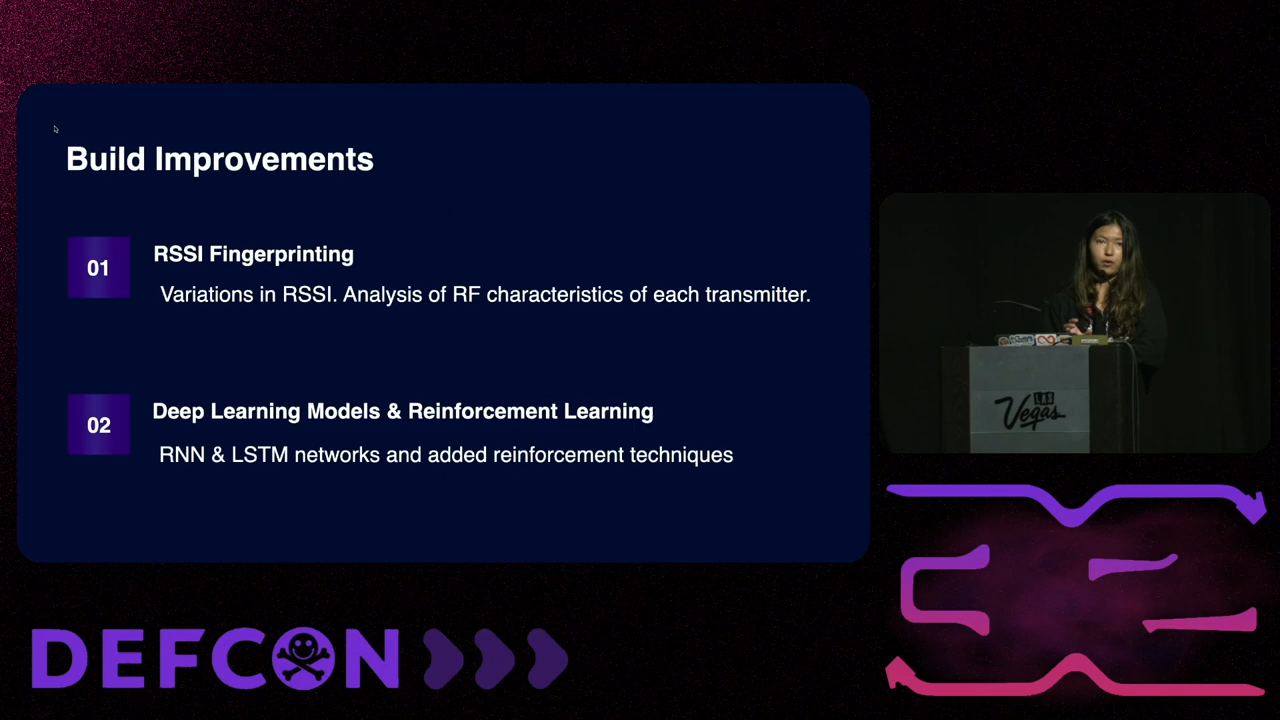 Build Improvements
01
RSSI Fingerprinting
Variations in RSSI. Analysis of RF characteristics of each transmitter.
02
Deep Learning Models & Reinforcement Learning
RNN & LSTM networks and added reinforcement techniques
LAS
Vegas
DEFCON